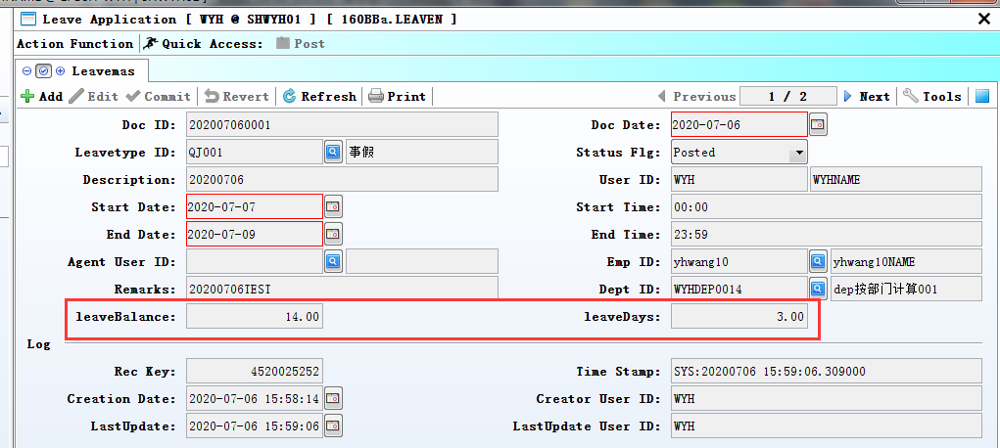 Leave Application [ WYH @ SHWYH01 ] [ 160BBa.LEAVEN ]
Action Function Quick Access: Post
Leavemas
Add Edit Commit Revert Refresh Print Previous 1 / 2 Next Tools
Doc ID: 202007060001 Doc Date: 2020-07-06
Leavetype ID: QJ001 事假 Status Flg: Posted
Description: 20200706 User ID: WYH WYHNAME
Start Date: 2020-07-07 Start Time: 00:00
End Date: 2020-07-09 End Time: 23:59
Agent User ID: Emp ID: yhwang10 yhwang10NAME
Remarks: 20200706TEST Dept ID: WYHDEP0014 dep按部门计算001
leaveBalance: 14.00 leaveDays: 3.00
Log
Rec Key: 4520025252 Time Stamp: SYS:20200706 15:59:06.309000
Creation Date: 2020-07-06 15:58:14 Creator User ID: WYH
LastUpdate: 2020-07-06 15:59:06 LastUpdate User ID: WYH